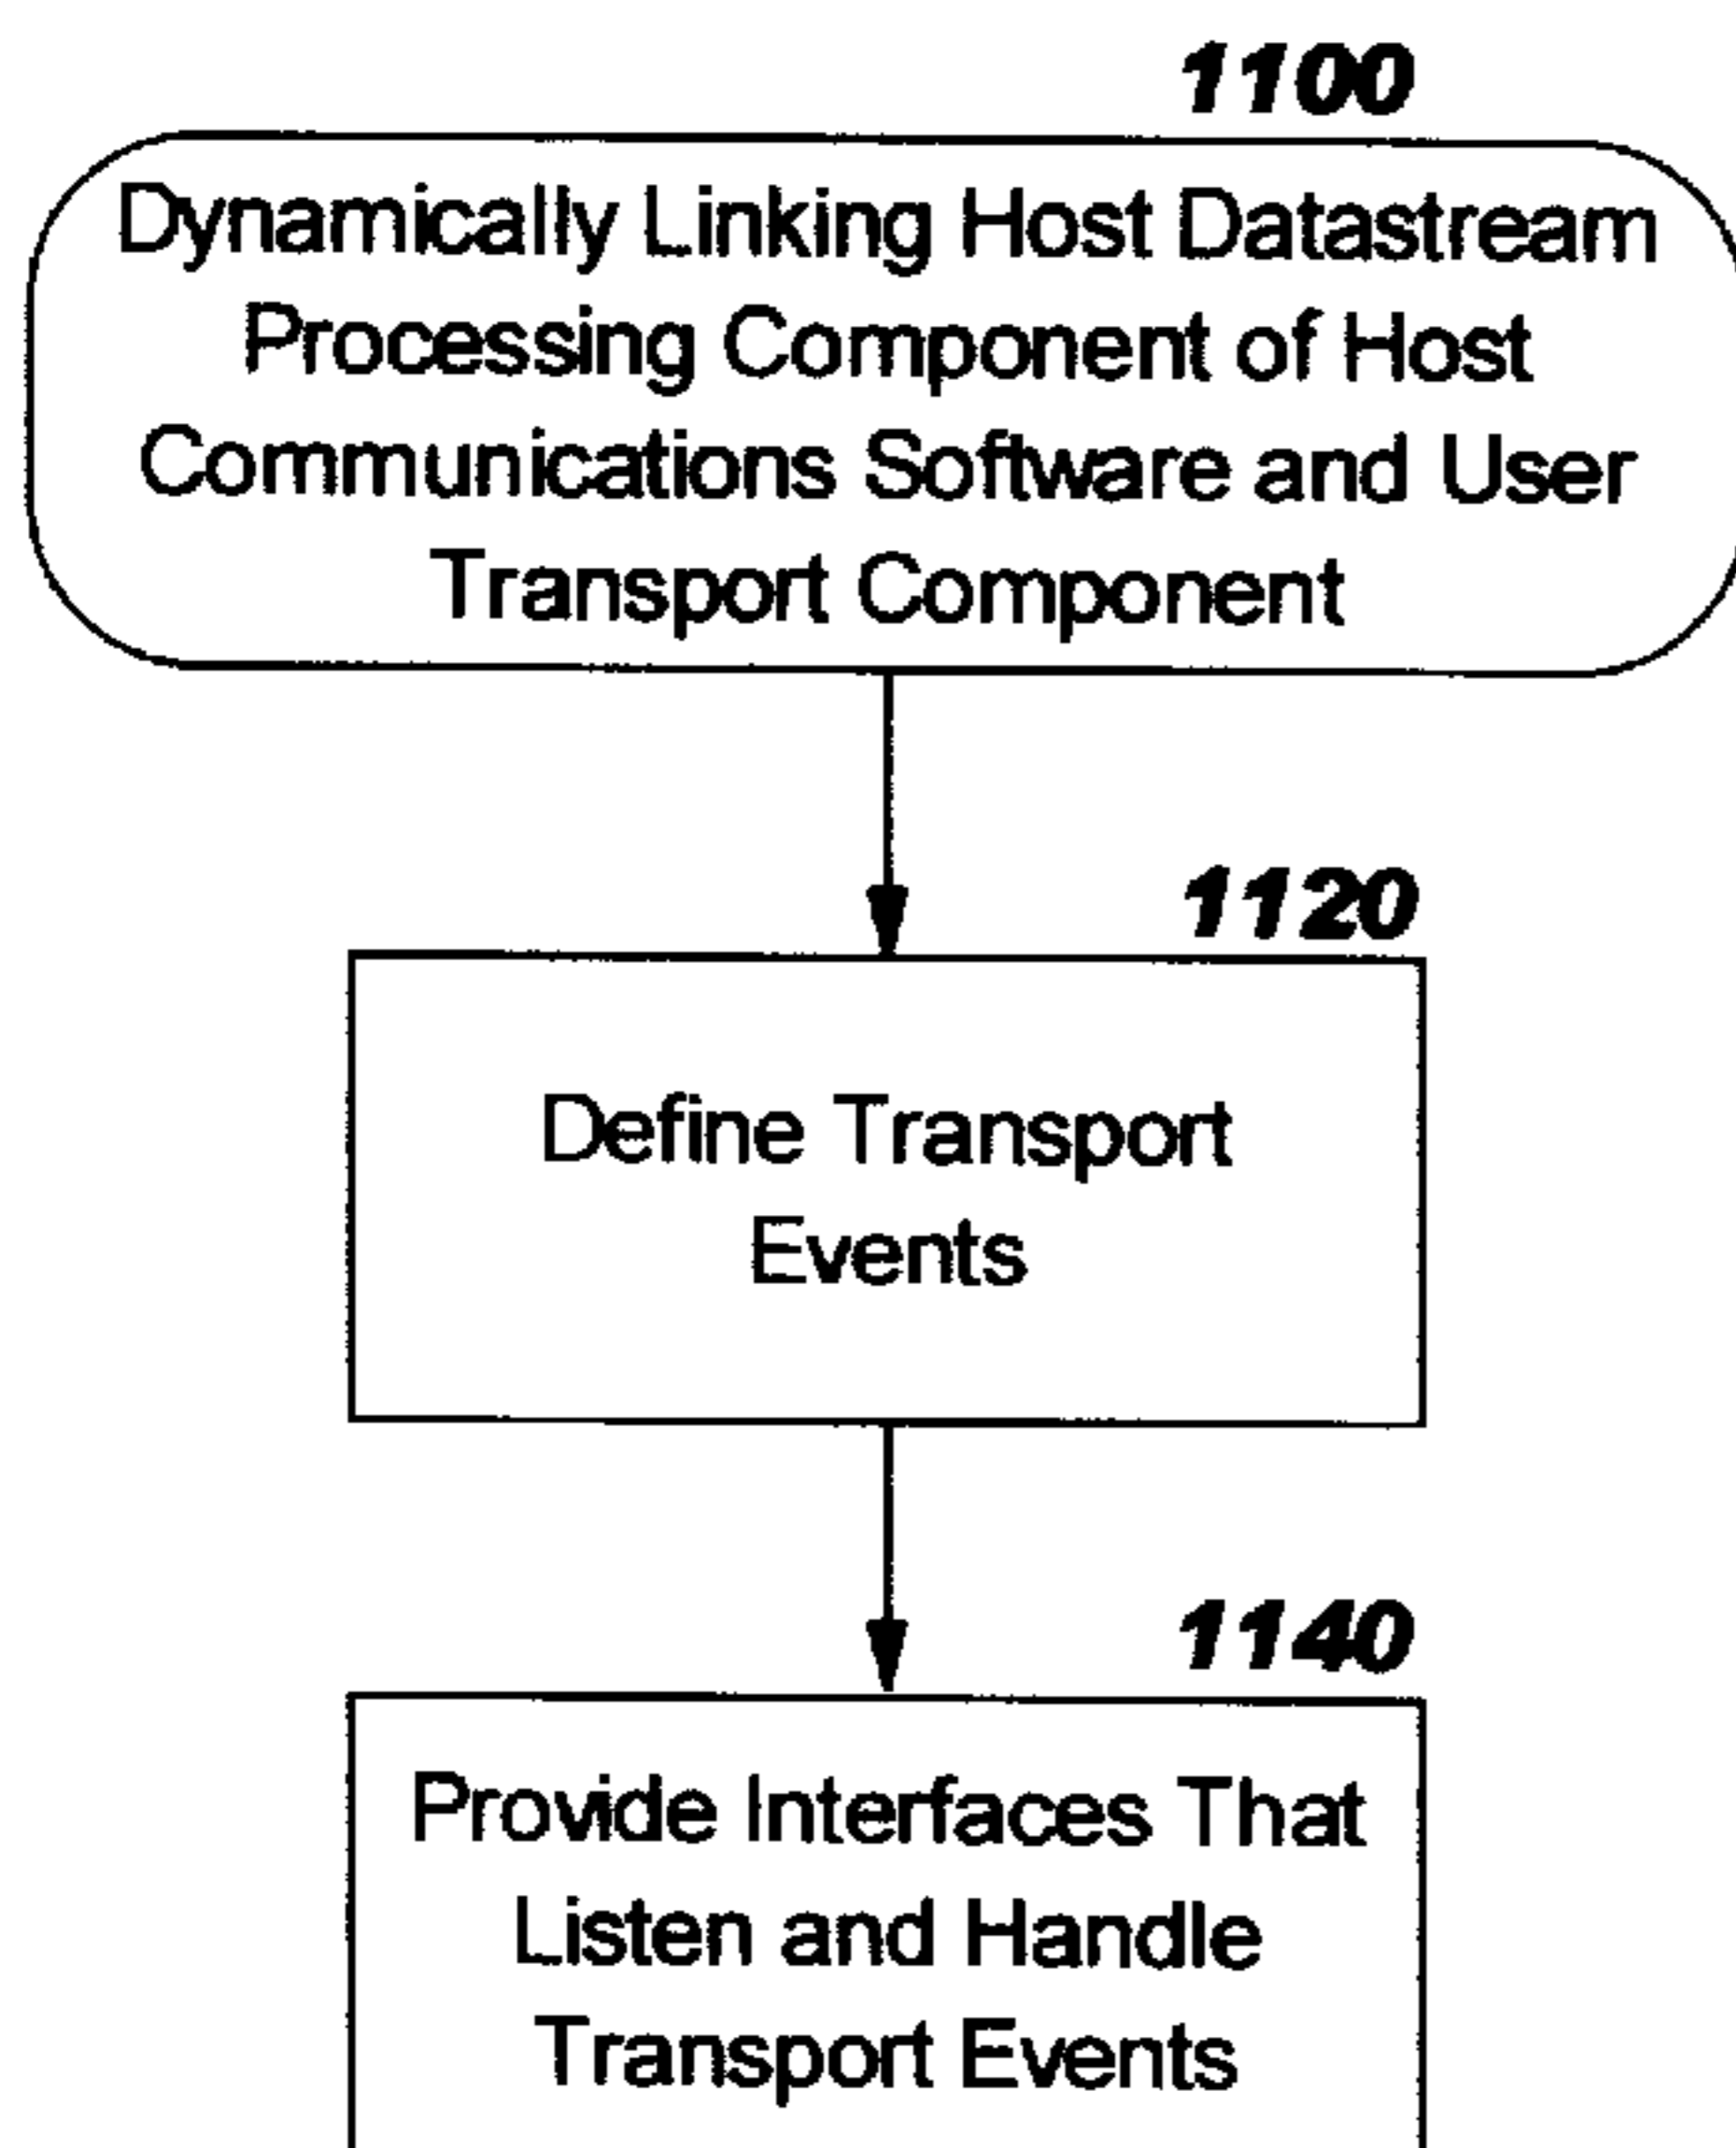 1100
Dynamically Linking Host Datastream
Processing Component of Host
Communications Software and User
Transport Component
1120
Define Transport
Events
1140
Provide Interfaces That
Listen and Handle
Transport Events